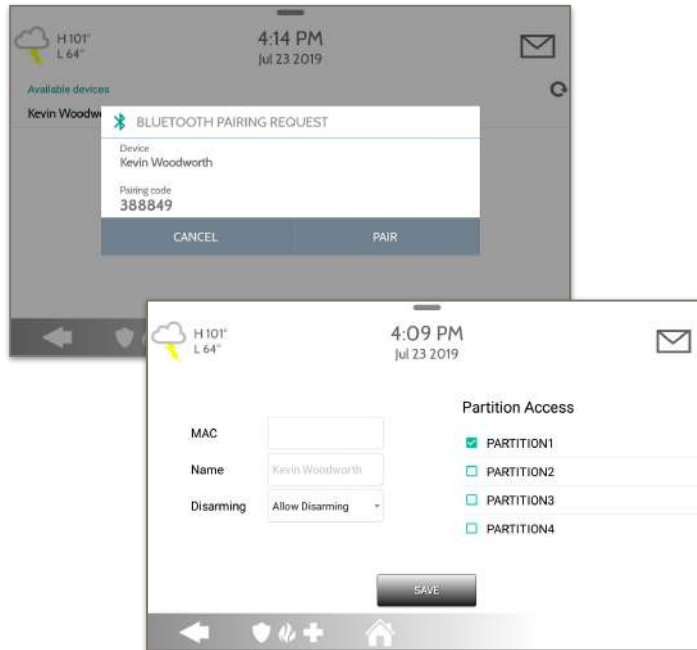 H 101°
L 64°
4:14 PM
Jul 23 2019
Available devices
Kevin Woodw
BLUETOOTH PAIRING REQUEST
Device
Kevin Woodworth
Pairing code
388849
CANCEL
PAIR
H 101°
L 64°
4:09 PM
Jul 23 2019
Partition Access
MAC
PARTITION1
Name
Kevin Woodworth
PARTITION2
Disarming
Allow Disarming
PARTITION3
PARTITION4
SAVE